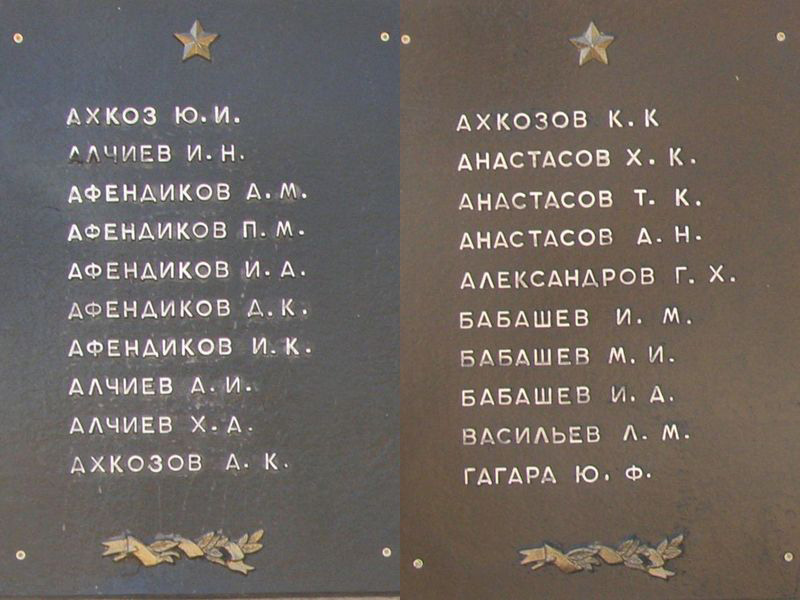 АХКОЗ Ю.И.
АЛЧИЕВ И.Н.
АФЕНДИКОВ А.М.
АФЕНДИКОВ П.М.
АФЕНДИКОВ И.А.
АФЕНДИКОВ Д.К.
АФЕНДИКОВ И.К.
АЛЧИЕВ А.И.
АЛЧИЕВ Х.А.
АХКОЗОВ А.К.
АХКОЗОВ К.К
АНАСТАСОВ Х.К.
АНАСТАСОВ Т.К.
АНАСТАСОВ А.Н.
АЛЕКСАНДРОВ Г.Х.
БАБАШЕВ И.М.
БАБАШЕВ М.И.
БАБАШЕВ И.Д.
ВАСИЛЬЕВ Л.М.
ГАГАРА Ю.Ф.